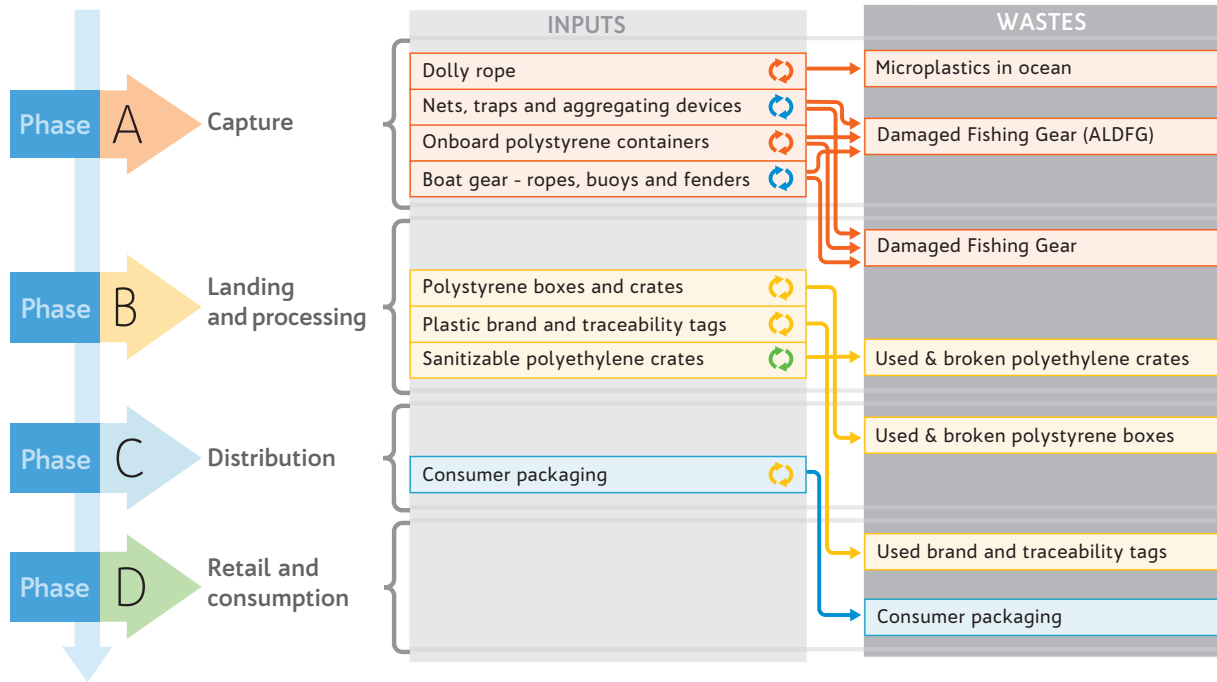 INPUTS
WASTES
Phase
A
Capture
Dolly rope
Nets, traps and aggregating devices
Onboard polystyrene containers
Boat gear - ropes, buoys and fenders
Microplastics in ocean
Damaged Fishing Gear (ALDFG)
Damaged Fishing Gear
Phase
B
Landing
and processing
Polystyrene boxes and crates
Plastic brand and traceability tags
Sanitizable polyethylene crates
Used & broken polyethylene crates
Phase
C
Distribution
Consumer packaging
Used & broken polystyrene boxes
Phase
D
Retail and
consumption
Used brand and traceability tags
Consumer packaging